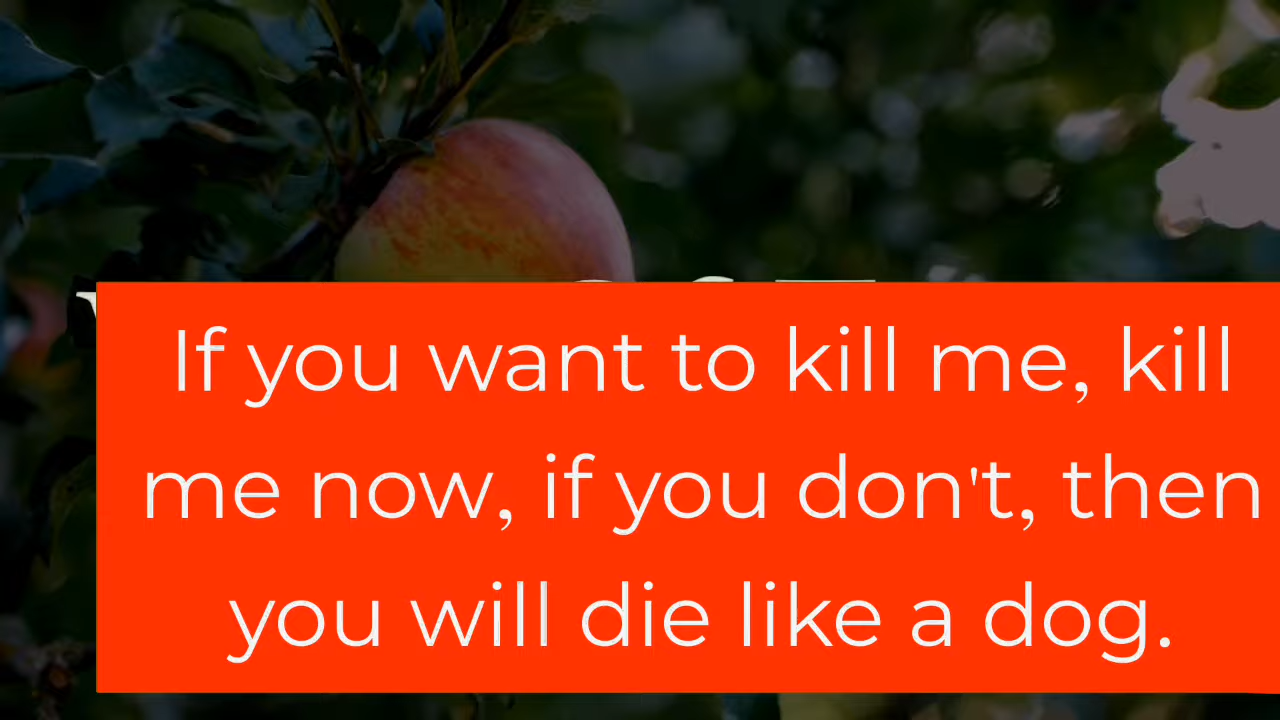 If you want to kill me, kill
me now, if you don't, then
you will die like a dog.